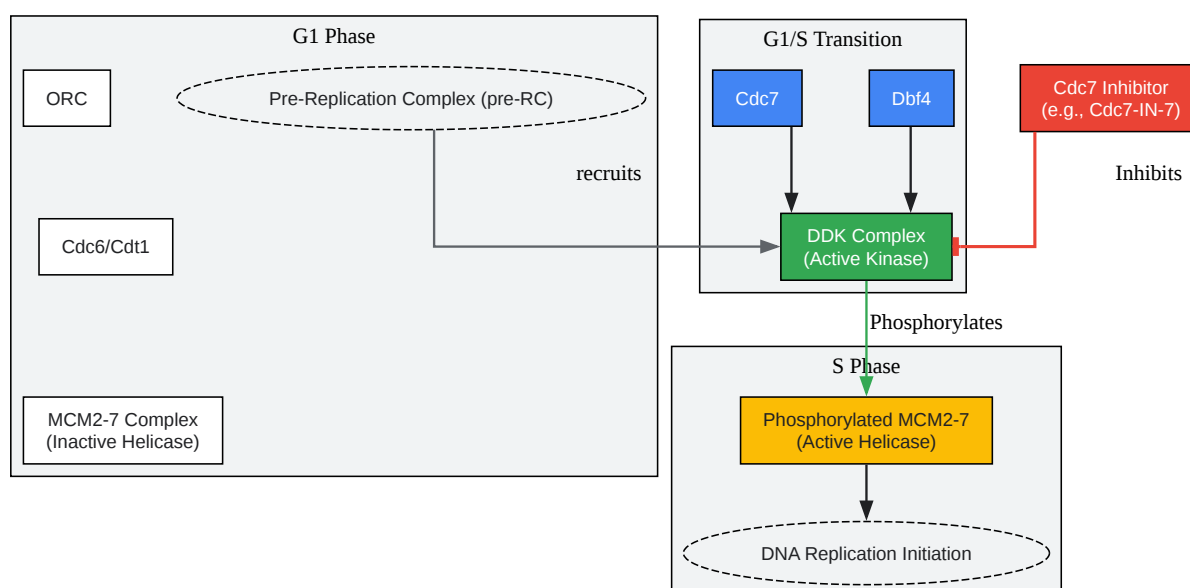 G1 Phase
ORC
Pre-Replication Complex (pre-RC)
Cdc6/Cdt1
MCM2-7 Complex
(Inactive Helicase)
recruits
G1/S Transition
Cdc7
Dbf4
DDK Complex
(Active Kinase)
Cdc7 Inhibitor
(e.g., Cdc7-IN-7)
Inhibits
Phosphorylates
S Phase
Phosphorylated MCM2-7
(Active Helicase)
DNA Replication Initiation